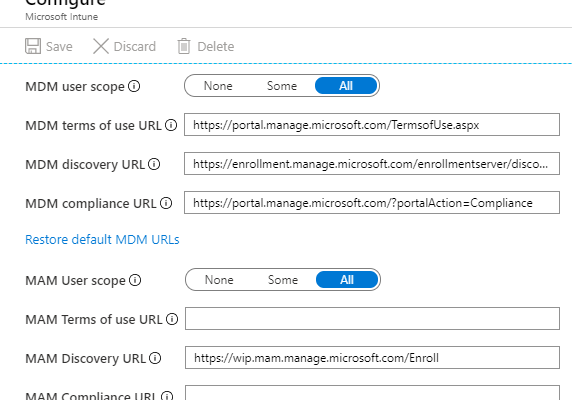 Configure
Microsoft Intune
Save Discard Delete
MDM user scope None Some All
MDM terms of use URL https://portal.manage.microsoft.com/TermsofUse.aspx
MDM discovery URL https://enrollment.manage.microsoft.com/enrollmentserver/disco...
MDM compliance URL https://portal.manage.microsoft.com/?portalAction=Compliance
Restore default MDM URLs
MAM User scope None Some All
MAM Terms of use URL
MAM Discovery URL https://wip.mam.manage.microsoft.com/Enroll
MAM Compliance URL